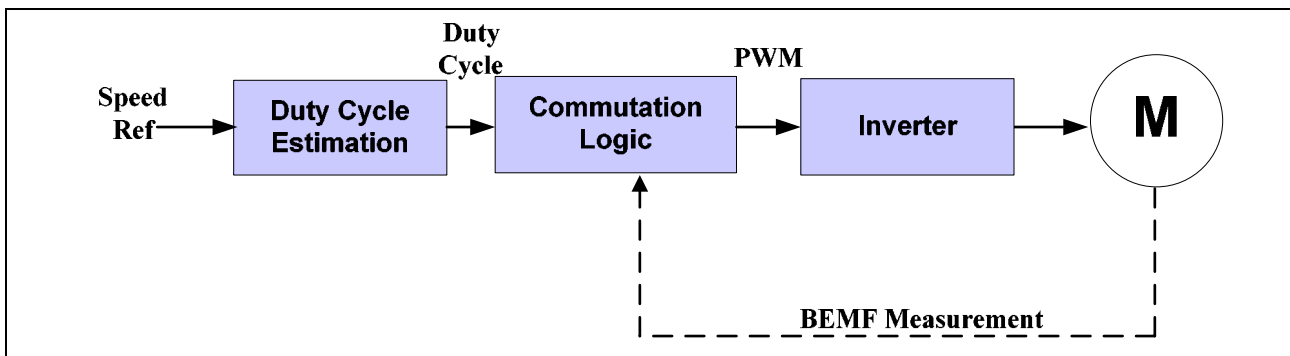 Speed
Ref
Duty Cycle
Estimation
Duty
Cycle
Commutation
Logic
PWM
Inverter
M
BEMF Measurement